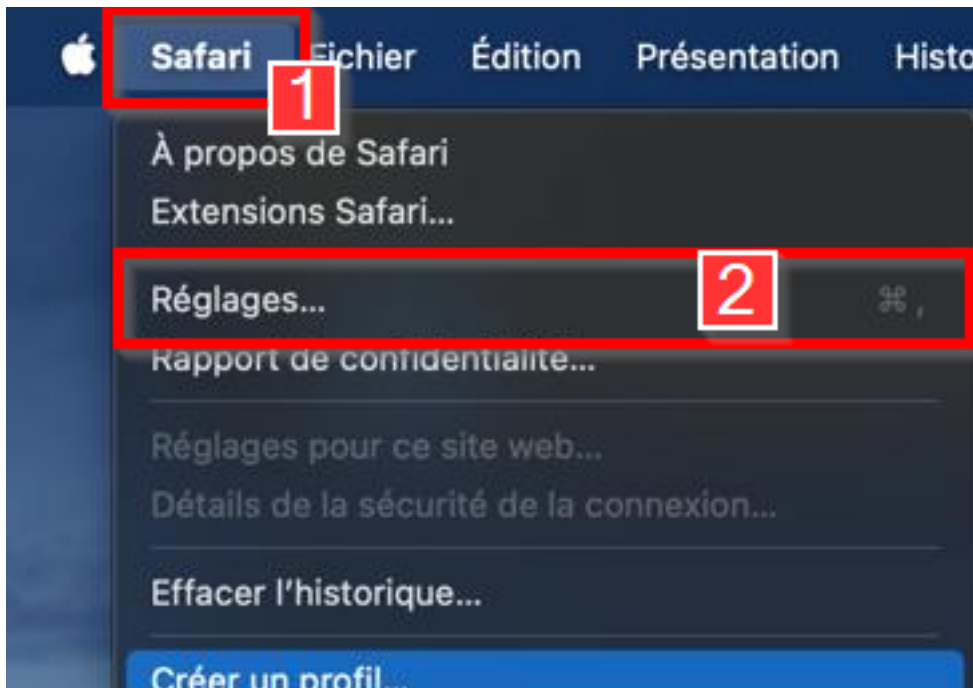 Safari Fichier Édition Présentation Histo
1
À propos de Safari
Extensions Safari...
Réglages... 2 ⌘ ,
Rapport de confidentialité...
Réglages pour ce site web...
Détails de la sécurité de la connexion...
Effacer l’historique...
Créer un profil...